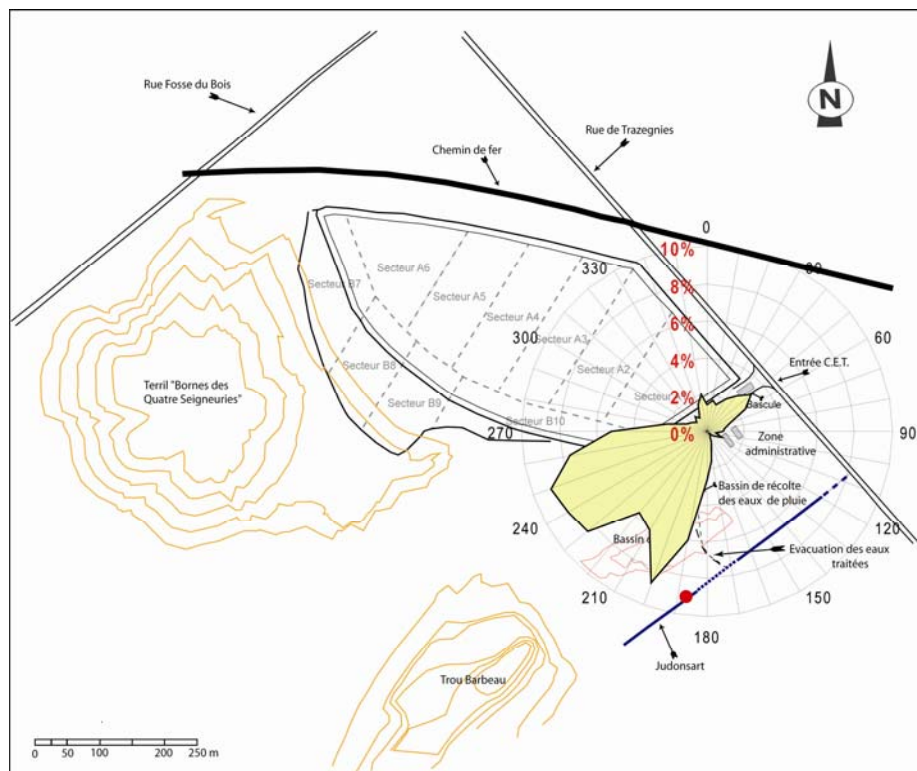 Rue Fosse du Bois
Rue de Trazegnies
Chemin de fer
N
0
10%
330
8%
60
6%
300
4%
2%
0%
Secteur A6
Secteur B7
Secteur A5
Secteur A4
Secteur A3
Secteur A2
Secteur
Secteur B8
Secteur B9
Secteur B10
Entrée C.E.T.
Bascule
270
90
Zone
administrative
Terril "Bornes des
Quatre Seigneuries"
Bassin de récolte
des eaux de pluie
240
120
Bassin
Evacuation des eaux
traitées
210
150
180
Judonsart
Trou Barbeau
0 50 100 150 200 250 m